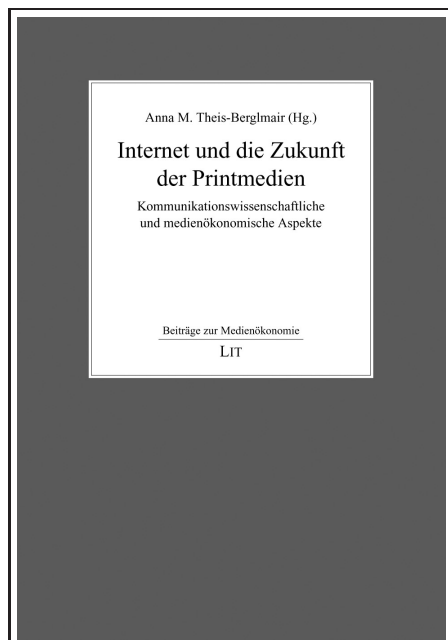 Anna M. Theis-Berglmair (Hg.)
Internet und die Zukunft
der Printmedien
Kommunikationswissenschaftliche
und medienökonomische Aspekte
Beiträge zur Medienökonomie
LIT